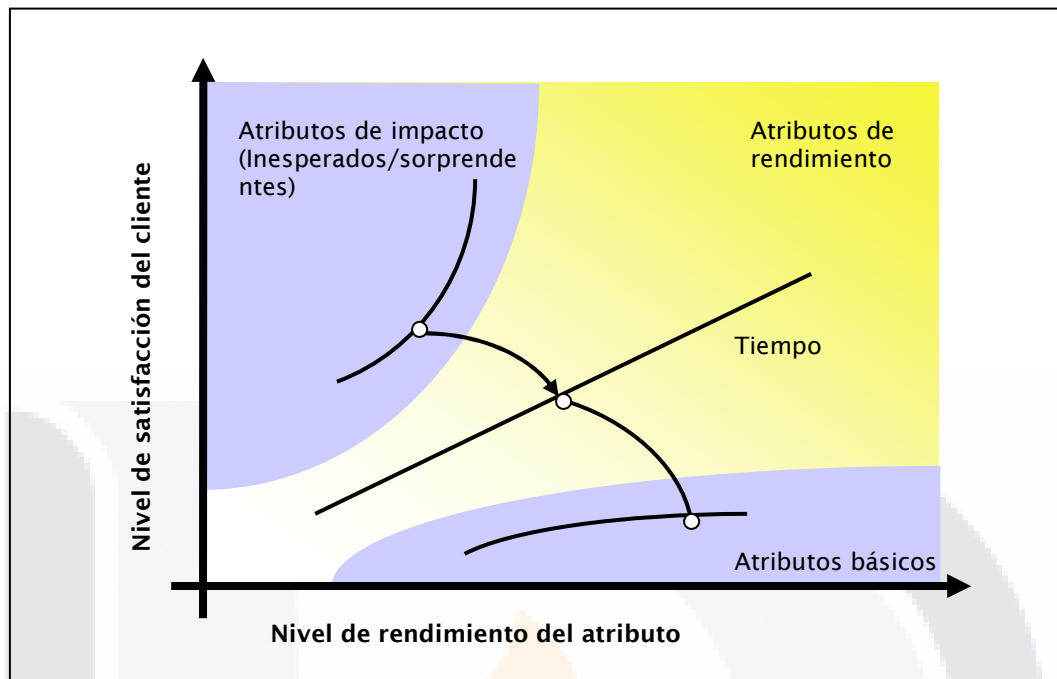 Atributos de impacto
(Inesperados/sorprende
ntes)
Atributos de
rendimiento
Nivel de satisfacción del cliente
Tiempo
Atributos básicos
Nivel de rendimiento del atributo